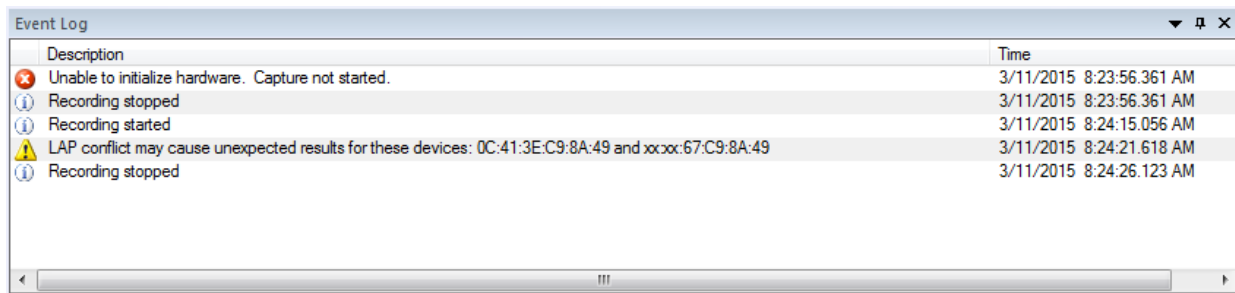 Event Log
Description Time
Unable to initialize hardware. Capture not started. 3/11/2015 8:23:56.361 AM
Recording stopped 3/11/2015 8:23:56.361 AM
Recording started 3/11/2015 8:24:15.056 AM
LAP conflict may cause unexpected results for these devices: 0C:41:3E:C9:8A:49 and xx:xx:67:C9:8A:49 3/11/2015 8:24:21.618 AM
Recording stopped 3/11/2015 8:24:26.123 AM